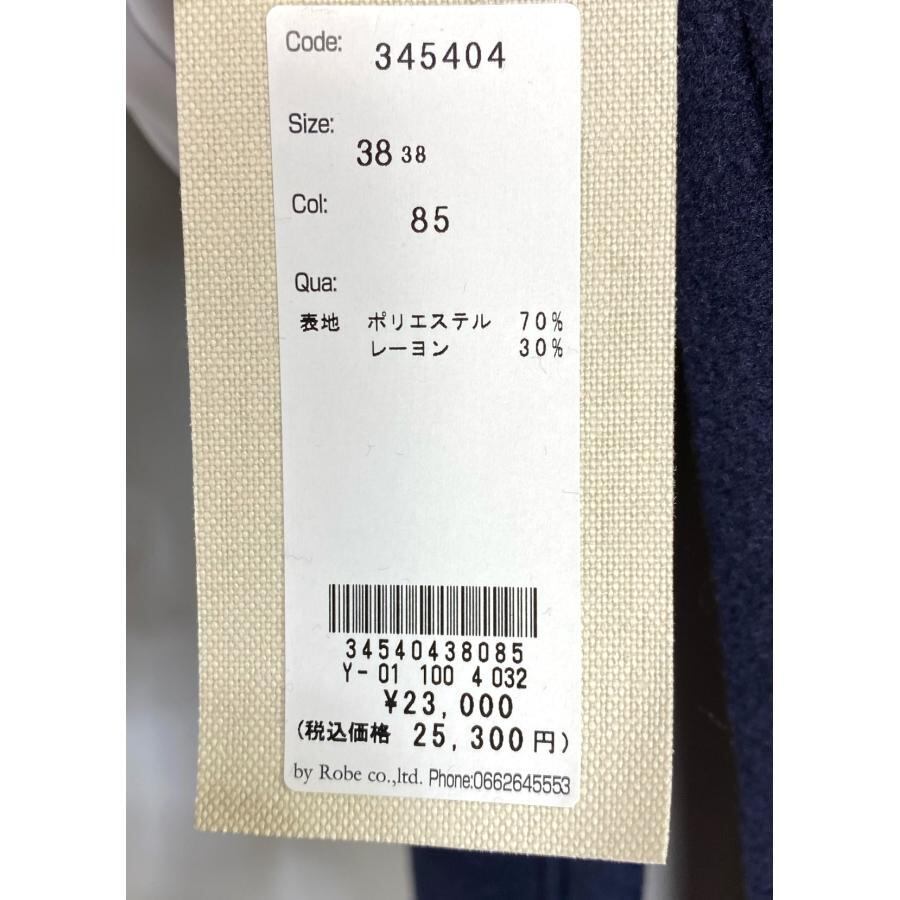 Code: 345404
Size: 38 38
Col: 85
Qua:
表地 ポリエステル 70%
レーヨン 30%
34540438085
Y-01 100 4 032
¥23,000
(税込価格 25,300円)
by Robe co.,ltd. Phone:0662645553